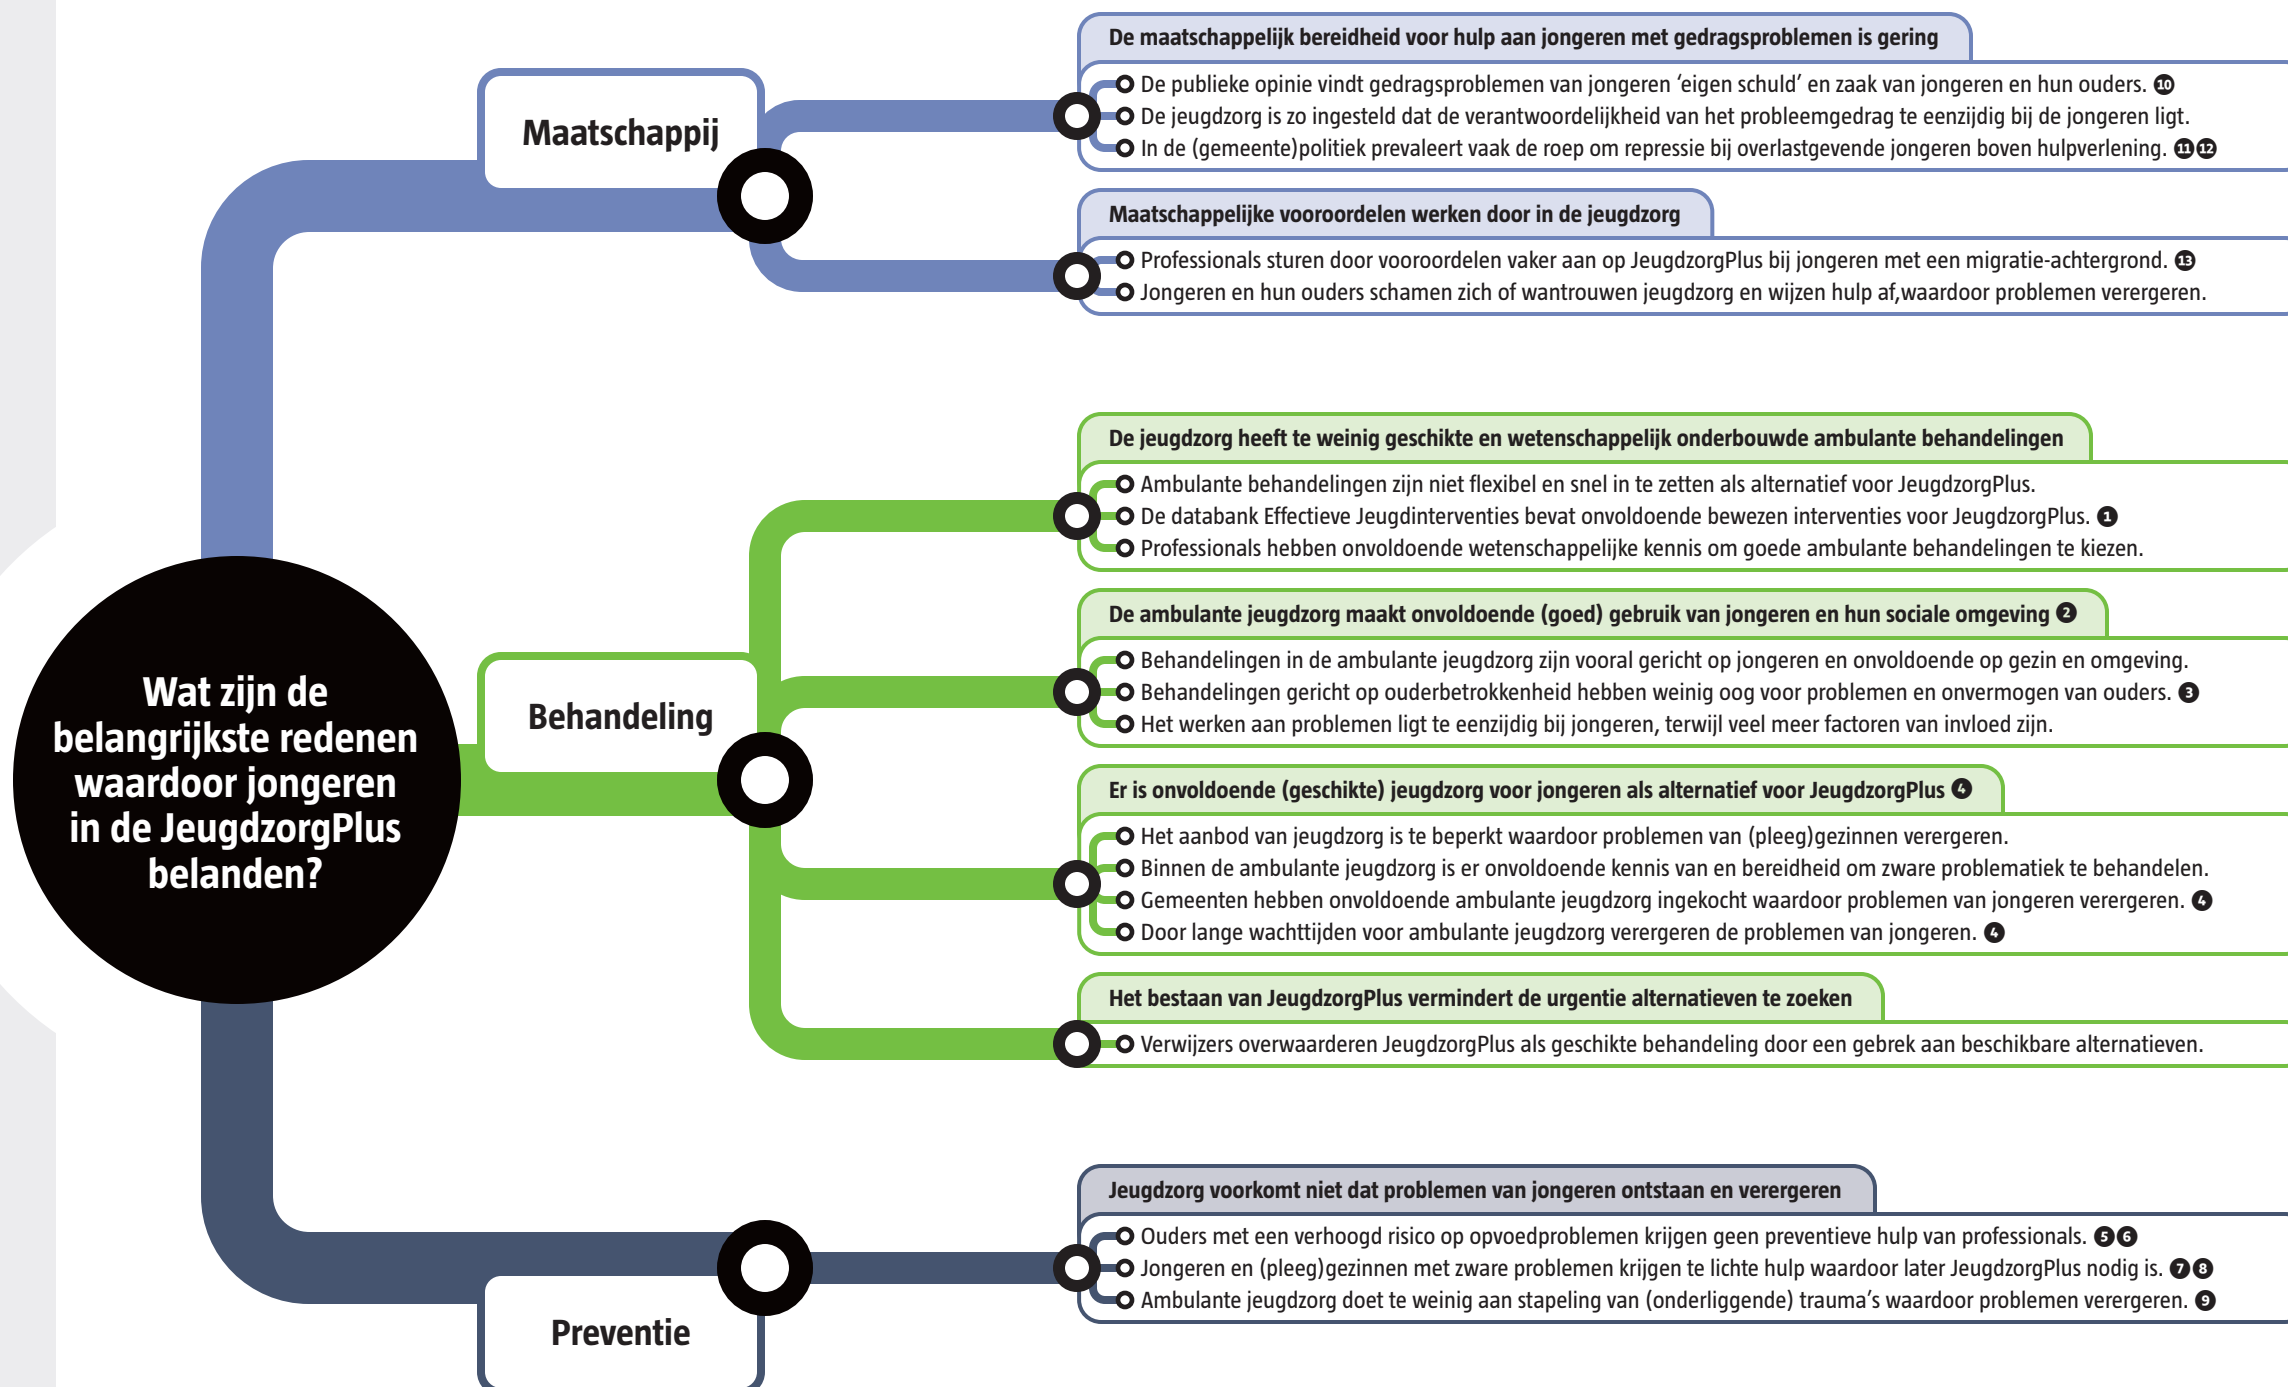 Wat zijn de
belangrijkste redenen
waardoor jongeren
in de JeugdzorgPlus
belanden?
Maatschappij
De maatschappelijk bereidheid voor hulp aan jongeren met gedragsproblemen is gering
De publieke opinie vindt gedragsproblemen van jongeren ‘eigen schuld’ en zaak van jongeren en hun ouders. 10
De jeugdzorg is zo ingesteld dat de verantwoordelijkheid van het probleemgedrag te eenzijdig bij de jongeren ligt.
In de (gemeente)politiek prevaleert vaak de roep om repressie bij overlastgevende jongeren boven hulpverlening. 11 12
Maatschappelijke vooroordelen werken door in de jeugdzorg
Professionals sturen door vooroordelen vaker aan op JeugdzorgPlus bij jongeren met een migratie-achtergrond. 13
Jongeren en hun ouders schamen zich of wantrouwen jeugdzorg en wijzen hulp af,waardoor problemen verergeren.
Behandeling
De jeugdzorg heeft te weinig geschikte en wetenschappelijk onderbouwde ambulante behandelingen
Ambulante behandelingen zijn niet flexibel en snel in te zetten als alternatief voor JeugdzorgPlus.
De databank Effectieve Jeugdinterventies bevat onvoldoende bewezen interventies voor JeugdzorgPlus. 1
Professionals hebben onvoldoende wetenschappelijke kennis om goede ambulante behandelingen te kiezen.
De ambulante jeugdzorg maakt onvoldoende (goed) gebruik van jongeren en hun sociale omgeving 2
Behandelingen in de ambulante jeugdzorg zijn vooral gericht op jongeren en onvoldoende op gezin en omgeving.
Behandelingen gericht op ouderbetrokkenheid hebben weinig oog voor problemen en onvermogen van ouders. 3
Het werken aan problemen ligt te eenzijdig bij jongeren, terwijl veel meer factoren van invloed zijn.
Er is onvoldoende (geschikte) jeugdzorg voor jongeren als alternatief voor JeugdzorgPlus 4
Het aanbod van jeugdzorg is te beperkt waardoor problemen van (pleeg)gezinnen verergeren.
Binnen de ambulante jeugdzorg is er onvoldoende kennis van en bereidheid om zware problematiek te behandelen.
Gemeenten hebben onvoldoende ambulante jeugdzorg ingekocht waardoor problemen van jongeren verergeren. 4
Door lange wachttijden voor ambulante jeugdzorg verergeren de problemen van jongeren. 4
Het bestaan van JeugdzorgPlus vermindert de urgentie alternatieven te zoeken
Verwijzers overwaarderen JeugdzorgPlus als geschikte behandeling door een gebrek aan beschikbare alternatieven.
Preventie
Jeugdzorg voorkomt niet dat problemen van jongeren ontstaan en verergeren
Ouders met een verhoogd risico op opvoedproblemen krijgen geen preventieve hulp van professionals. 5 6
Jongeren en (pleeg)gezinnen met zware problemen krijgen te lichte hulp waardoor later JeugdzorgPlus nodig is. 7 8
Ambulante jeugdzorg doet te weinig aan stapeling van (onderliggende) trauma’s waardoor problemen verergeren. 9